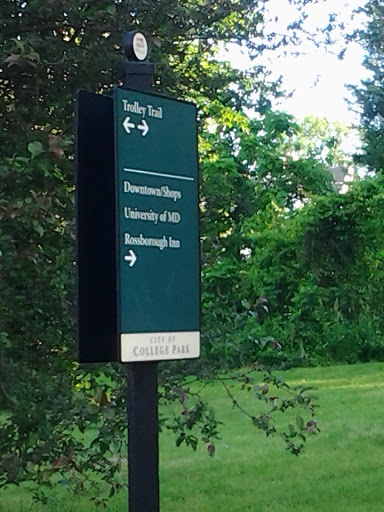 Trolley Trail
←→
Downtown/Shops
University of MD
Rossborough Inn
→
CITY OF
COLLEGE PARK